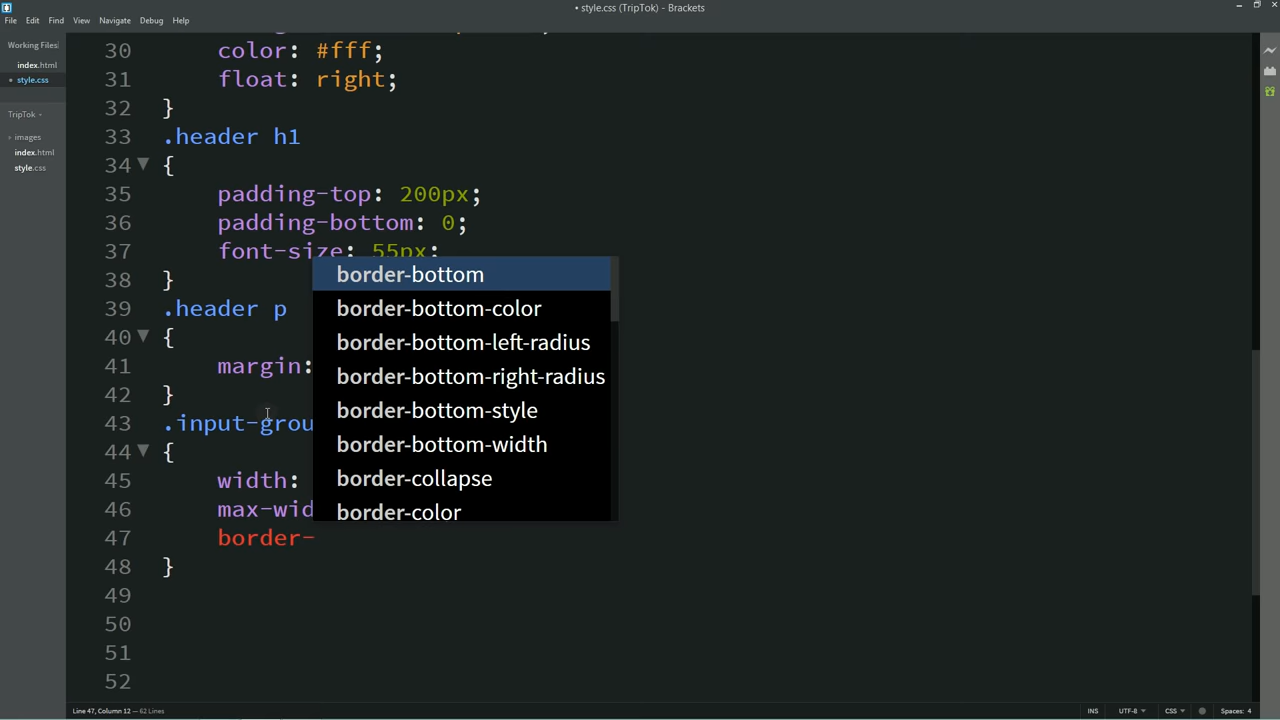 • style.css (TripTok) - Brackets
File Edit Find View Navigate Debug Help
Working Files
index.html
• style.css
TripTok
images
index.html
style.css
30 color: #fff;
31 float: right;
32 }
33 .header h1
34 {
35 padding-top: 200px;
36 padding-bottom: 0;
37 font-size: 55px;
38 }
39 .header p
40 {
41 margin:
42 }
43 .input-grou
44 {
45 width:
46 max-wid
47 border-
48 }
49
50
51
52
border-bottom
border-bottom-color
border-bottom-left-radius
border-bottom-right-radius
border-bottom-style
border-bottom-width
border-collapse
border-color
Line 47, Column 12 — 62 Lines
INS UTF-8 CSS Spaces: 4